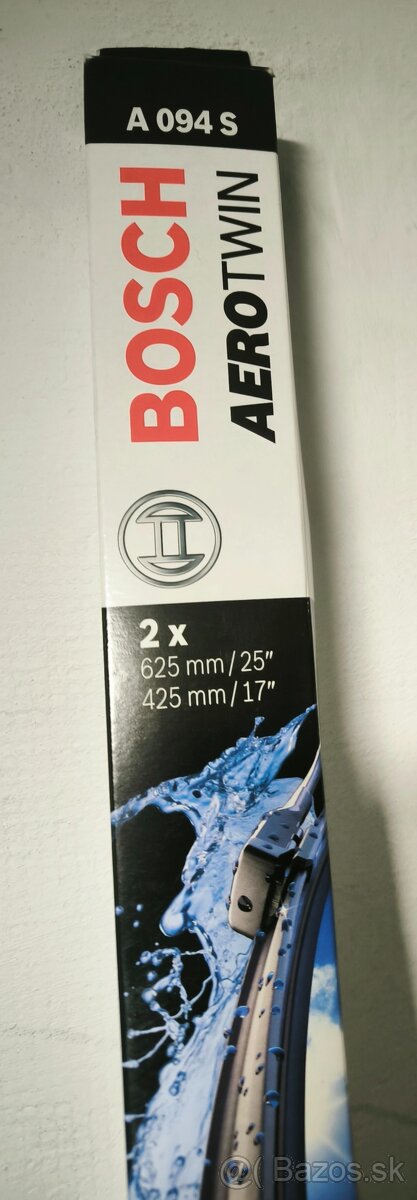 A 094 S
BOSCH
AEROTWIN
2 x
625 mm / 25"
425 mm / 17"
Bazos.sk